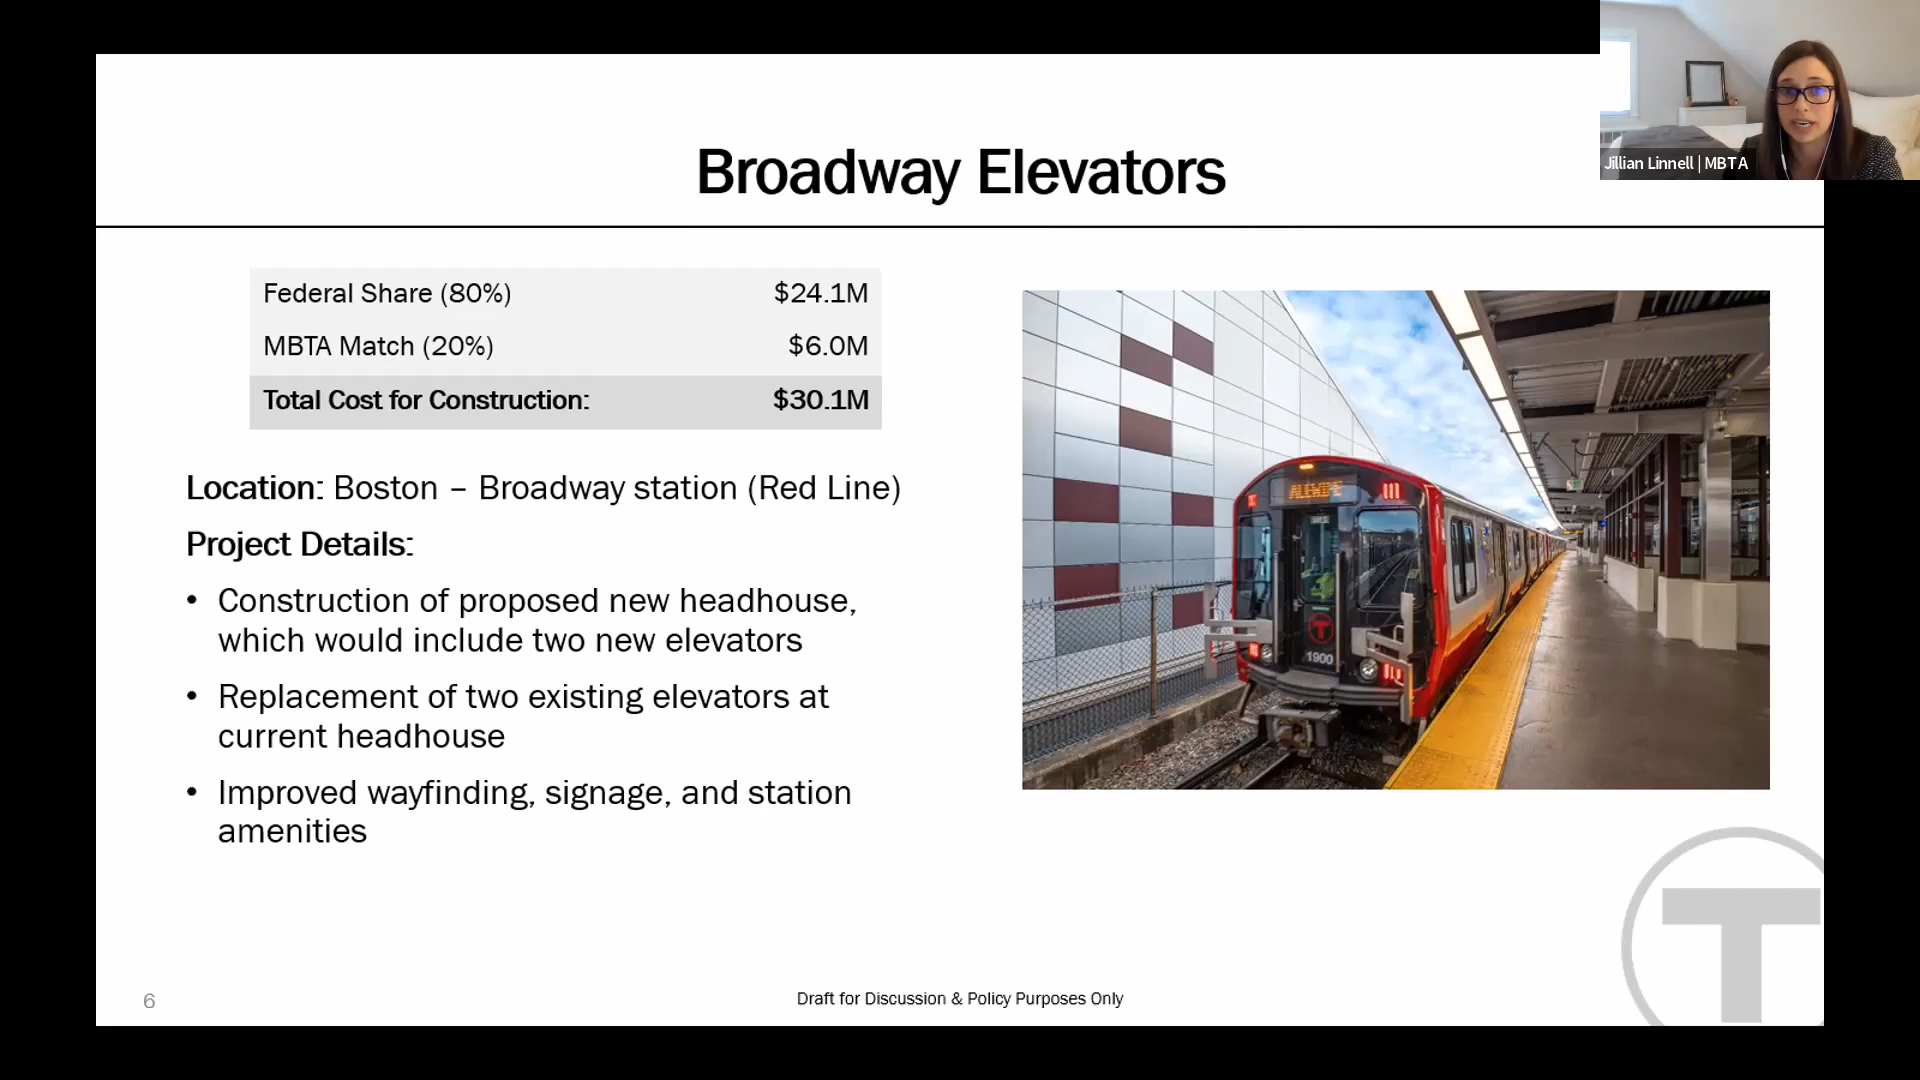 Jillian Linnell | MBTA
Broadway Elevators
Federal Share (80%) $24.1M
MBTA Match (20%) $6.0M
Total Cost for Construction: $30.1M
Location: Boston – Broadway station (Red Line)
Project Details:
• Construction of proposed new headhouse,
which would include two new elevators
• Replacement of two existing elevators at
current headhouse
• Improved wayfinding, signage, and station
amenities
ALEWIFE
T
1900
T
6
Draft for Discussion & Policy Purposes Only